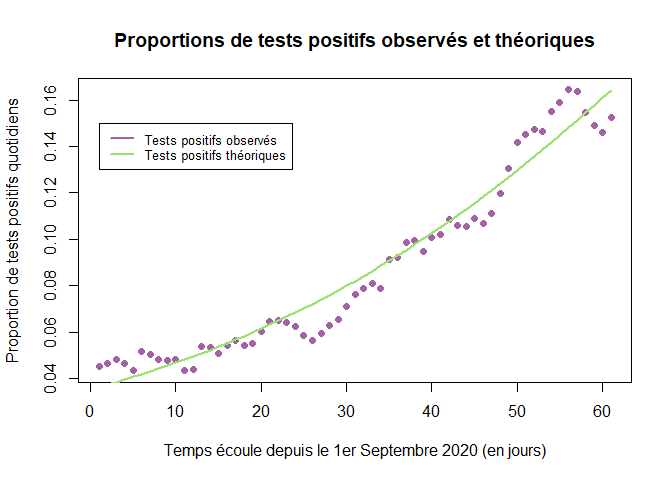 Proportions de tests positifs observés et théoriques
Proportion de tests positifs quotidiens
0.16
0.14
0.12
0.10
0.08
0.06
0.04
Tests positifs observés
Tests positifs théoriques
0 10 20 30 40 50 60
Temps écoule depuis le 1er Septembre 2020 (en jours)